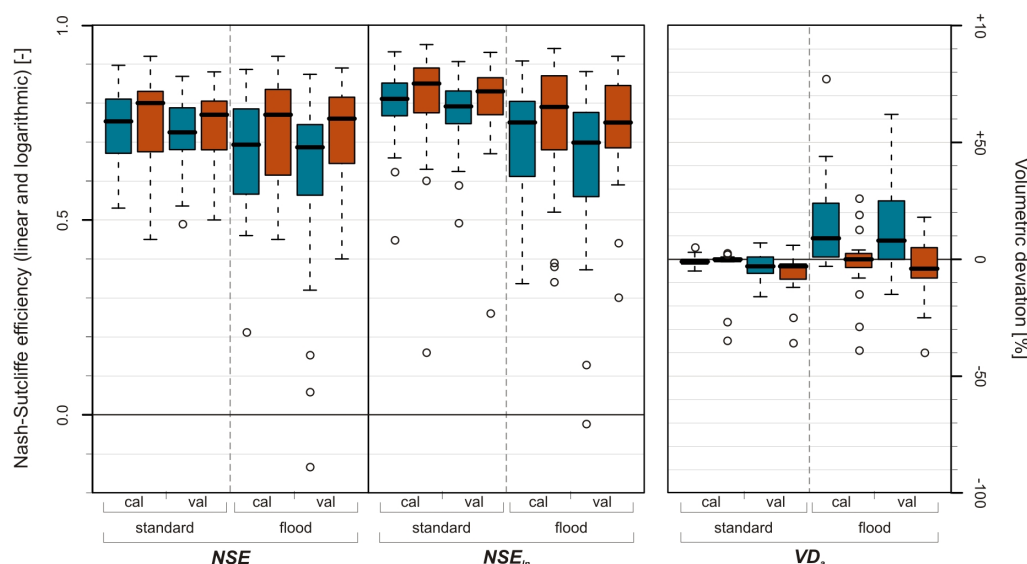 Nash-Sutcliffe efficiency (linear and logarithmic) [-]
1.0
0.5
0.0
+10
+50
0
-50
-100
Volumetric deviation [%]
cal val cal val cal val cal val cal val cal val
standard flood standard flood standard flood
NSE NSE VD